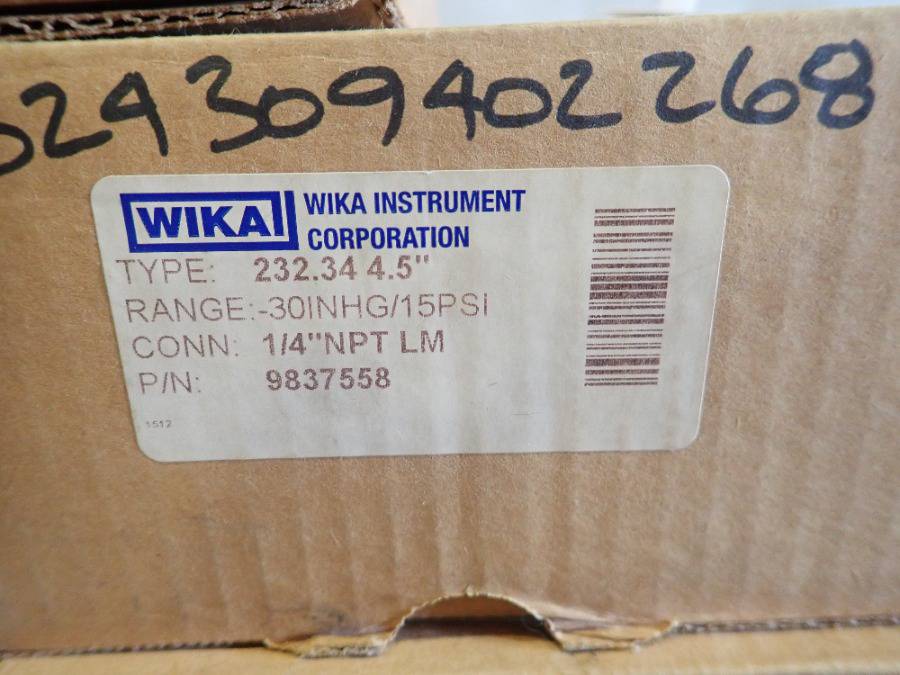 024309402268
WIKA
WIKA INSTRUMENT
CORPORATION
TYPE: 232.34 4.5"
RANGE:-30INHG/15PSI
CONN: 1/4"NPT LM
P/N: 9837558
1512